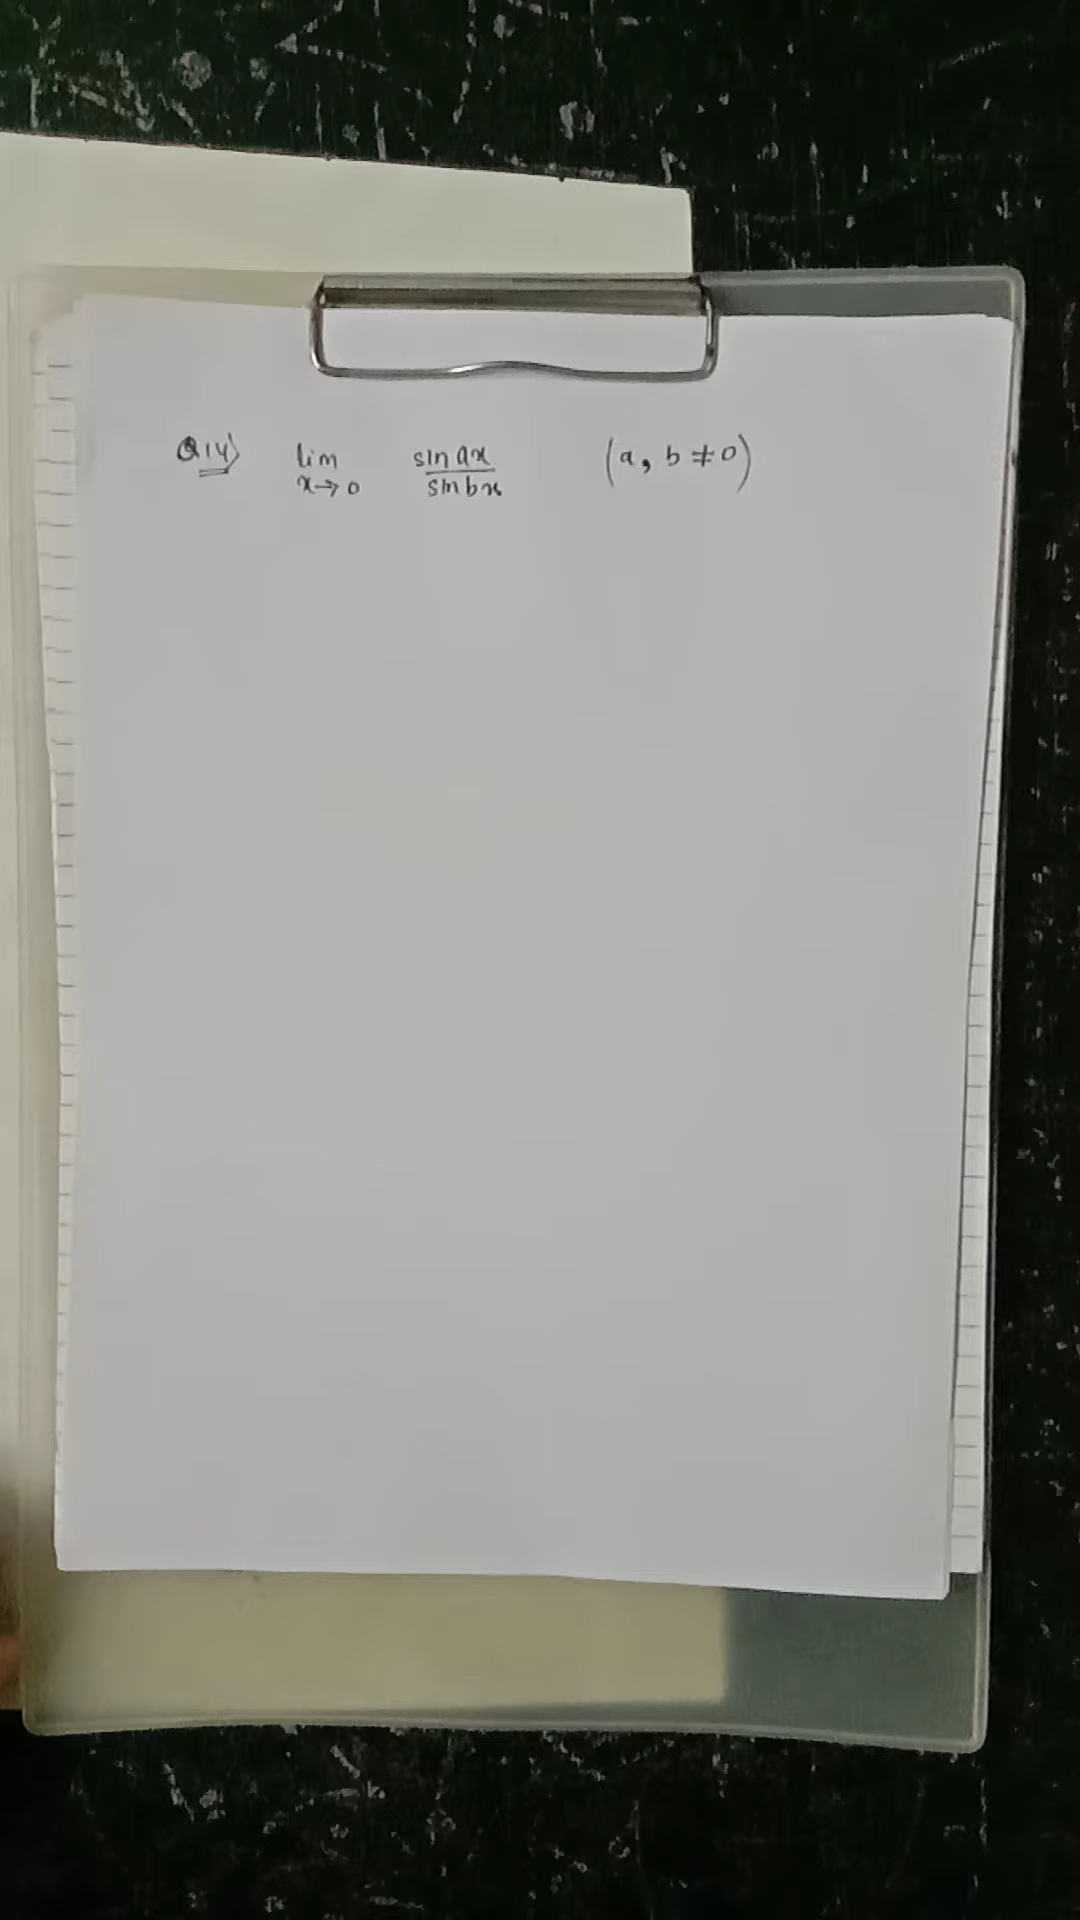 Q14) lim x→0 sin ax / sin bx (a, b ≠ 0)